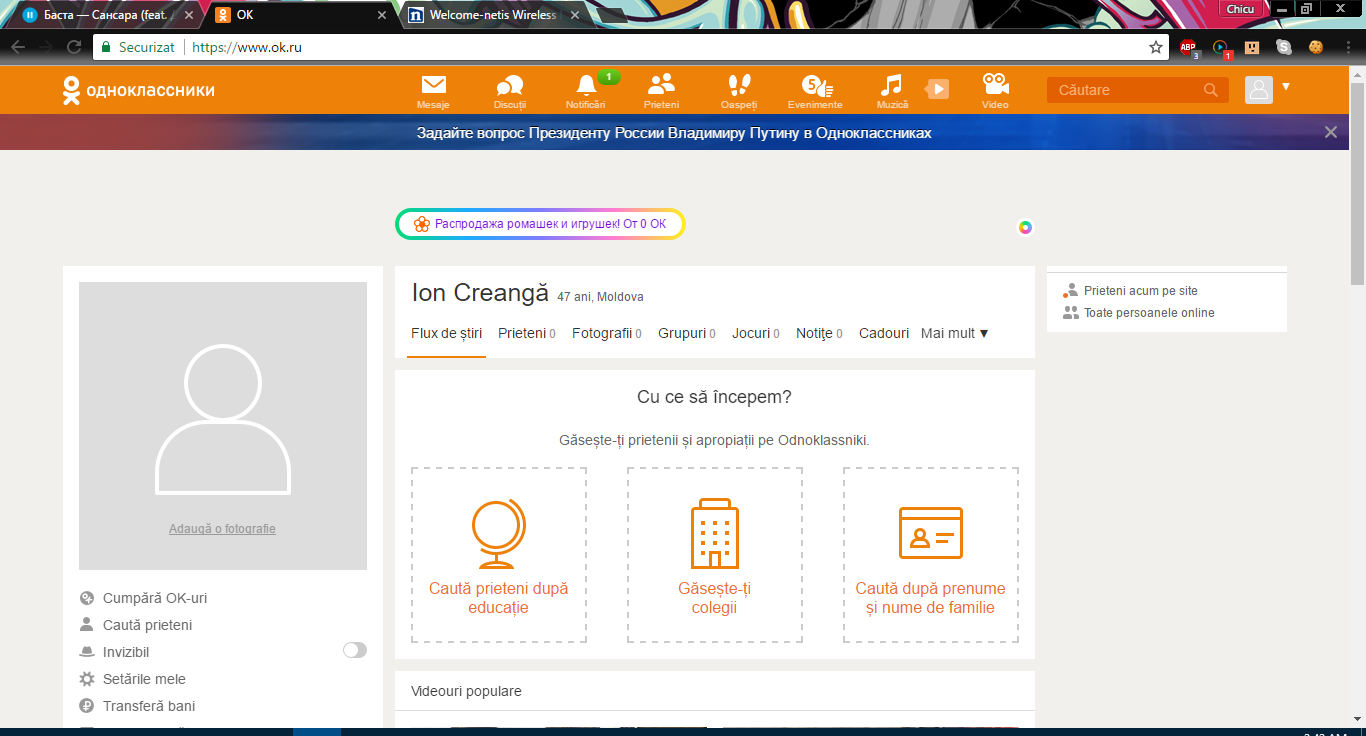 Баста — Сансара (feat. Д
OK
Welcome-netis Wireless
Chicu
Securizat
https://www.ok.ru
ABP
3
1
одноклассники
Mesaje
Discuții
1
Notificări
Prieteni
Oaspeți
5
Evenimente
Muzică
Video
Căutare
Задайте вопрос Президенту России Владимиру Путину в Одноклассниках
Распродажа ромашек и игрушек! От 0 ОК
Ion Creangă 47 ani, Moldova
Flux de știri Prieteni 0 Fotografii 0 Grupuri 0 Jocuri 0 Notiţe 0 Cadouri Mai mult ▼
Prieteni acum pe site
Toate persoanele online
Adaugă o fotografie
Cumpără OK-uri
Caută prieteni
Invizibil
Setările mele
Transferă bani
Cu ce să începem?
Găsește-ți prietenii și apropiații pe Odnoklassniki.
Caută prieteni după
educație
Găsește-ți
colegii
Caută după prenume
și nume de familie
Videouri populare